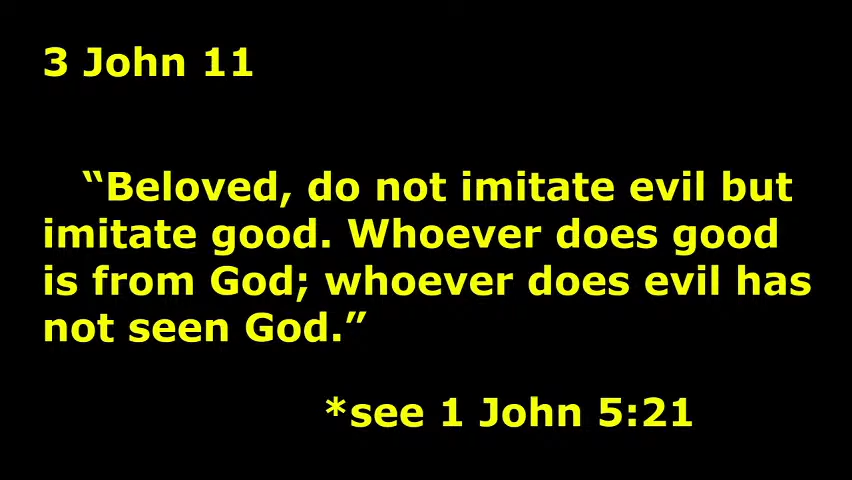 3 John 11
“Beloved, do not imitate evil but
imitate good. Whoever does good
is from God; whoever does evil has
not seen God.”
*see 1 John 5:21